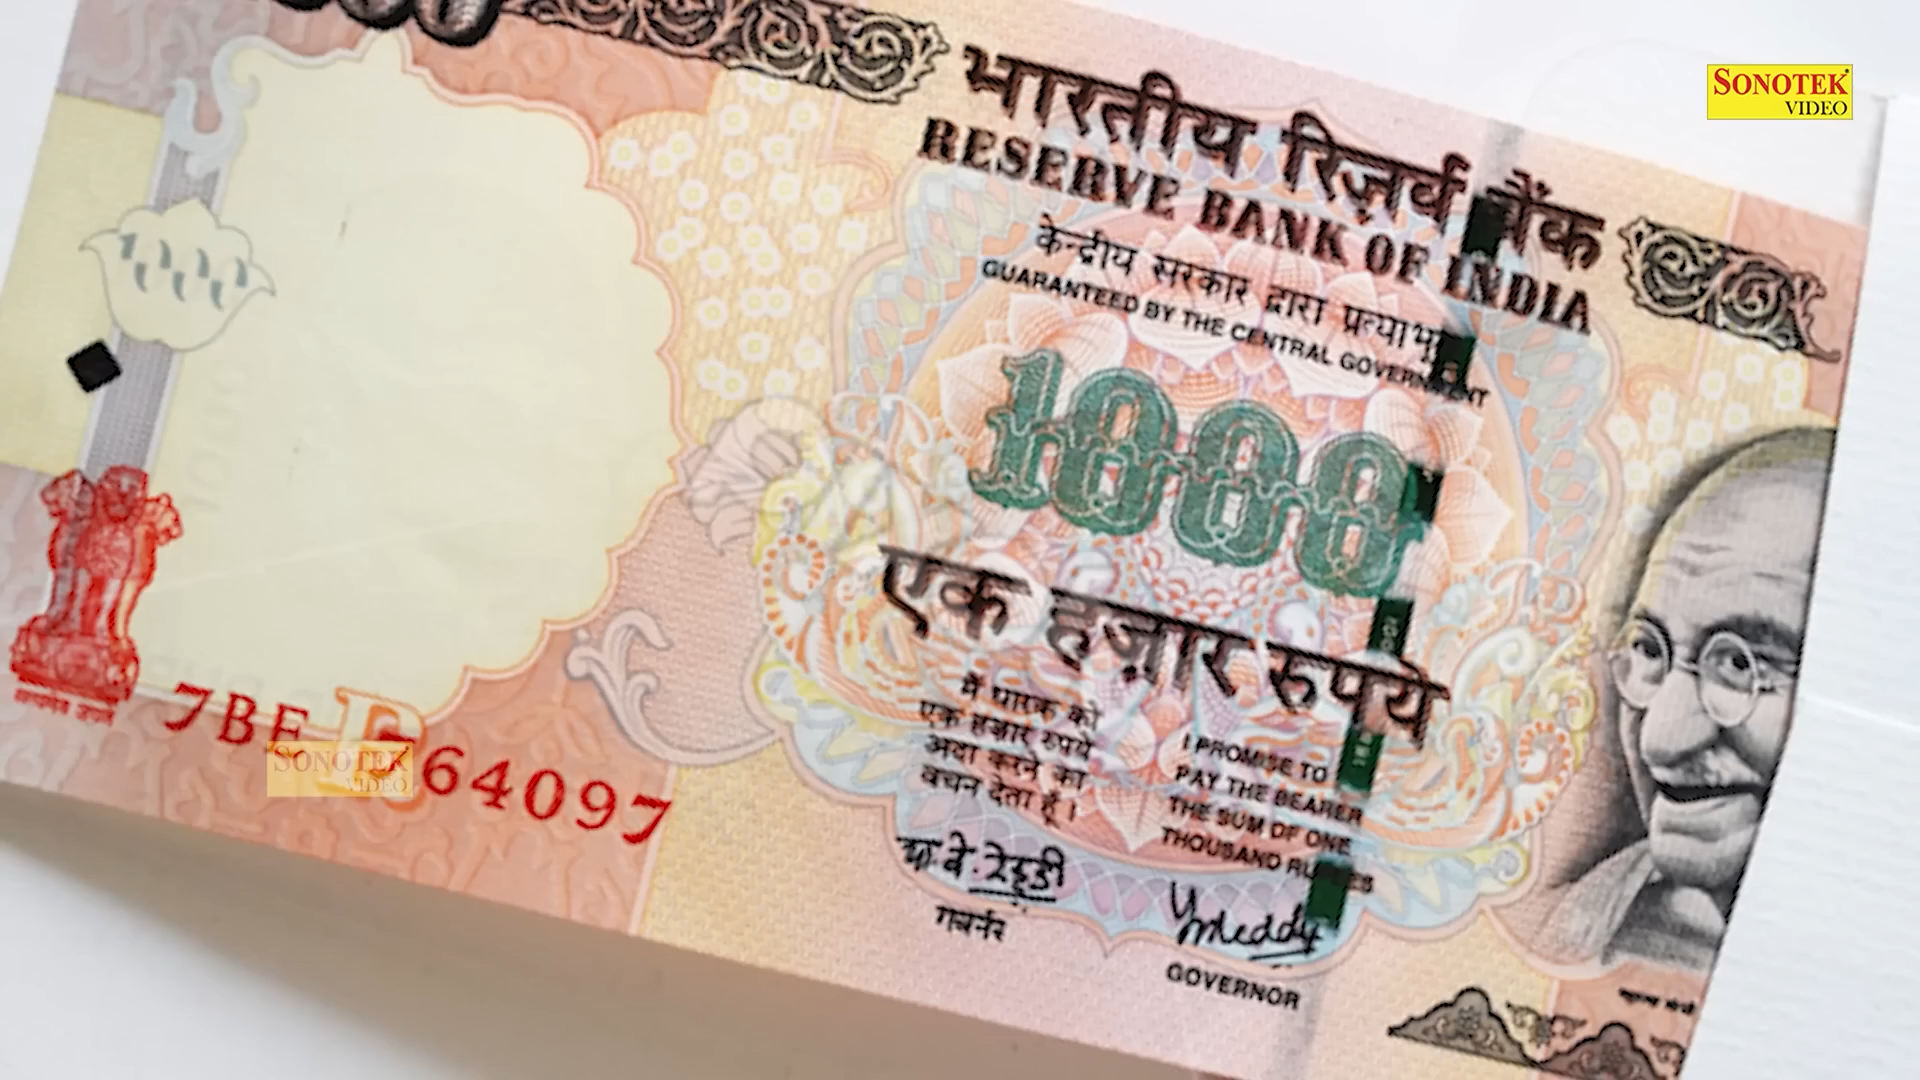 SONOTEK
VIDEO
भारतीय रिज़र्व बैंक
RESERVE BANK OF INDIA
केन्द्रीय सरकार द्वारा
GUARANTEED BY THE CENTRAL GOVERNMENT
1000
एक हज़ार रुपये
मैं धारक को
एक हज़ार रुपये
अदा करने का
वचन देता हूँ।
I PROMISE TO
PAY THE BEARER
THE SUM OF ONE
THOUSAND RUPEES
गवर्नर
GOVERNOR
7BE 764097
SONOTEK
VIDEO